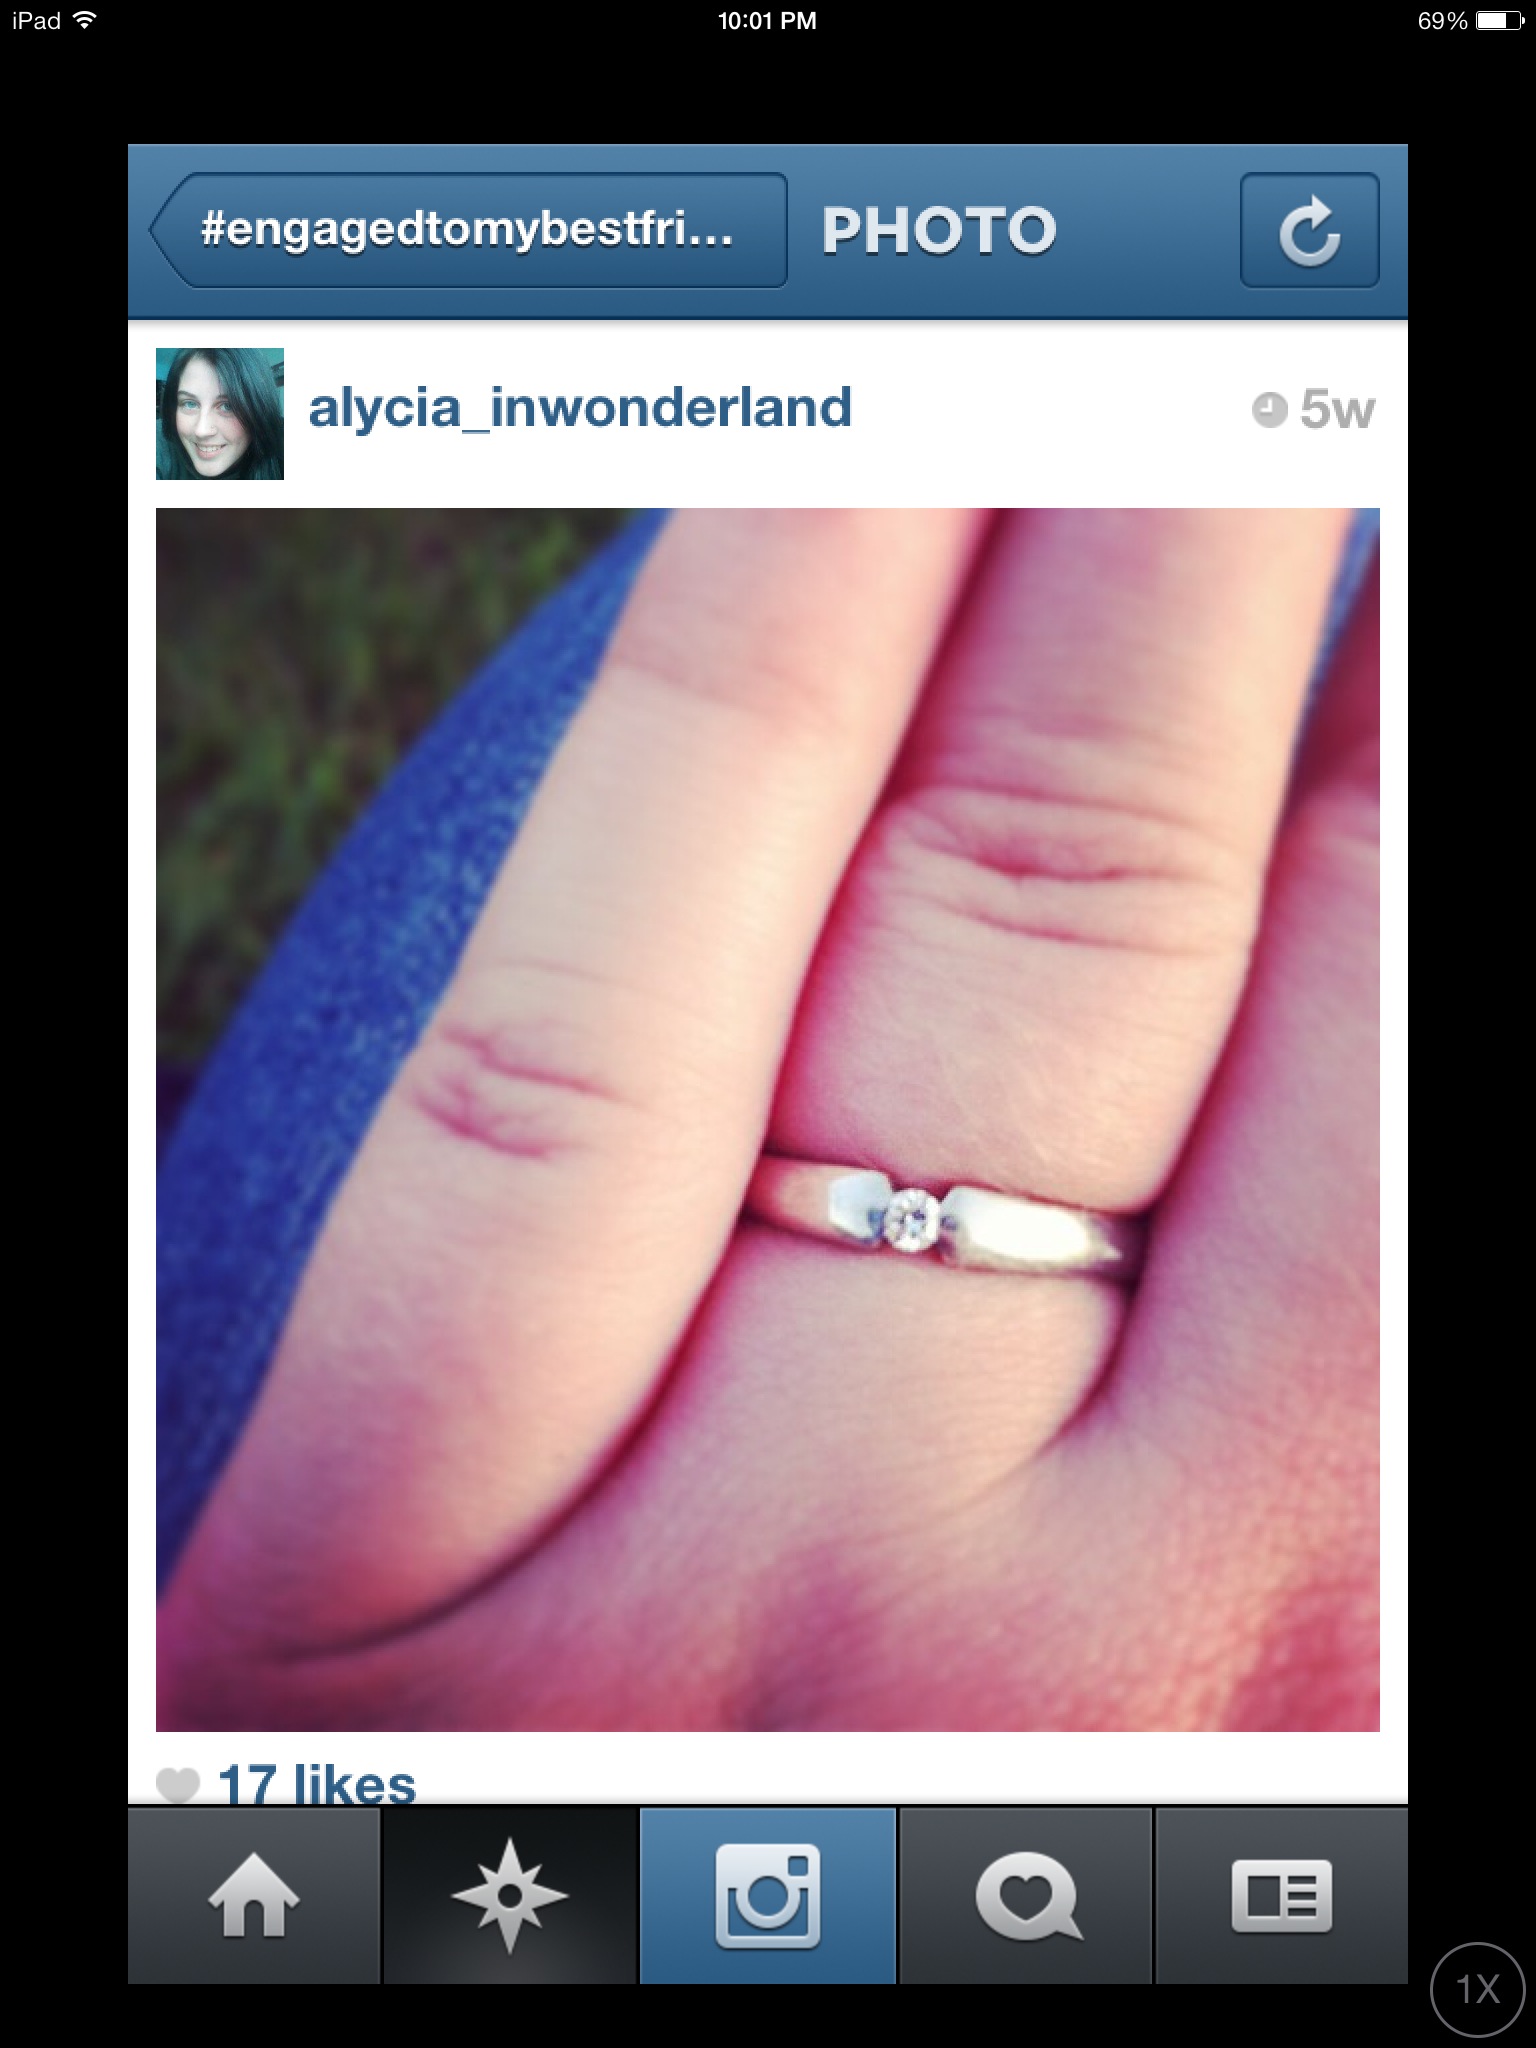 iPad 10:01 PM 69%
#engagedtomybestfri... PHOTO
alycia_inwonderland 5w
17 likes
1X